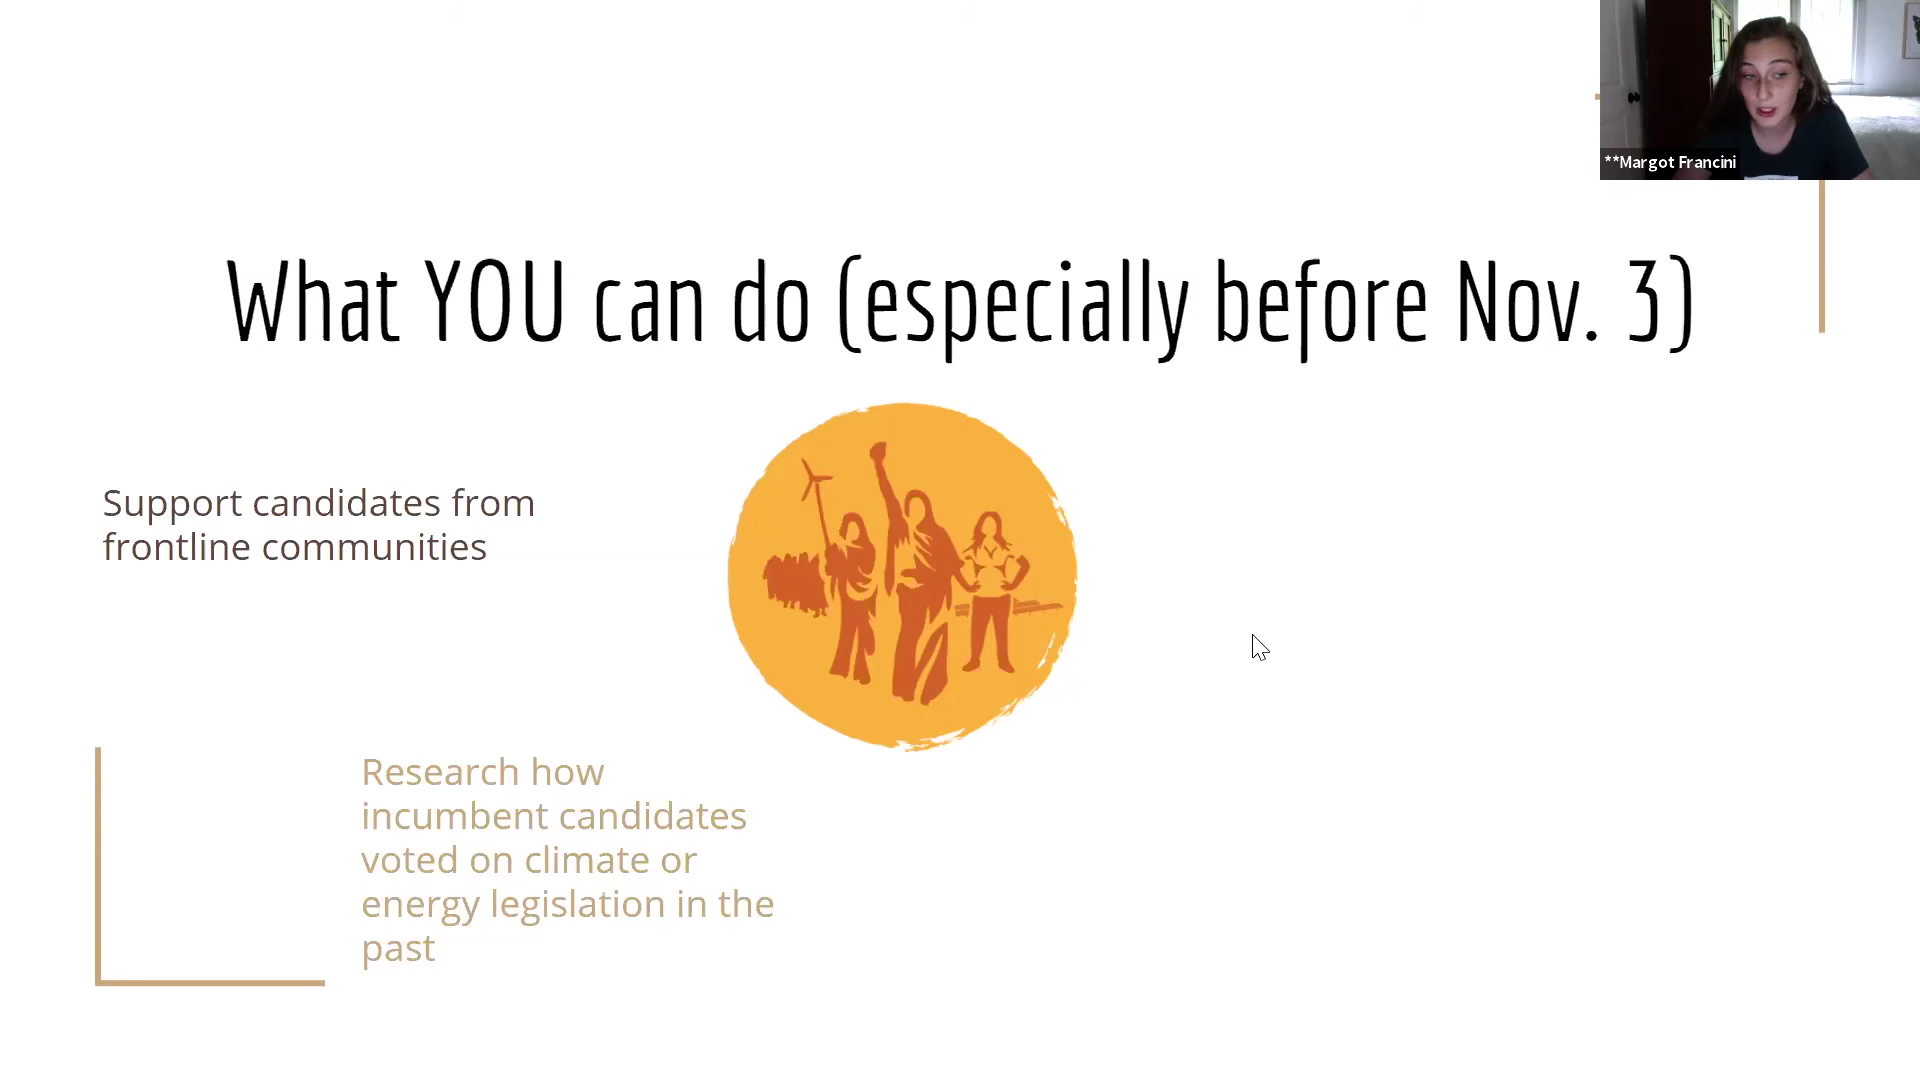 **Margot Francini
What YOU can do (especially before Nov. 3)
Support candidates from
frontline communities
Research how
incumbent candidates
voted on climate or
energy legislation in the
past